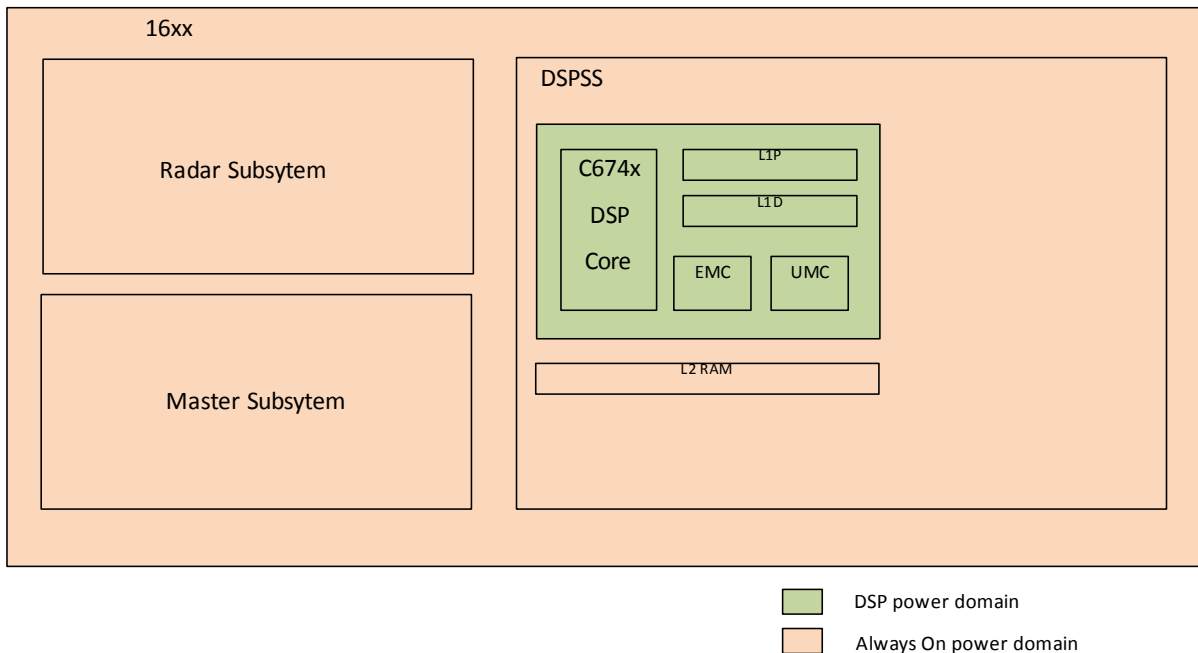 16xx
Radar Subsytem
Master Subsytem
DSPSS
C674x
DSP
Core
L1P
L1D
EMC
UMC
L2 RAM
DSP power domain
Always On power domain